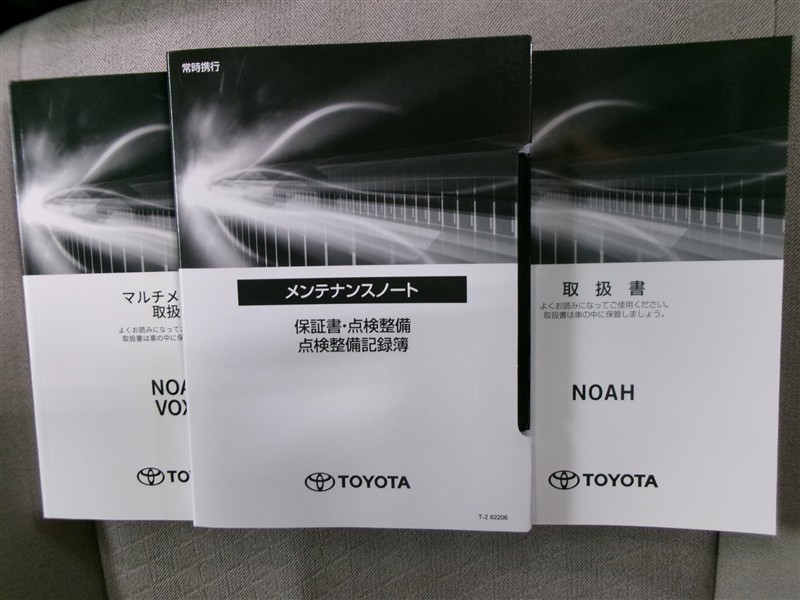 マルチメ
取扱
よくお読みになって
取扱書は車の中に保
NOA
VOX
TO
常時携行
メンテナンスノート
保証書・点検整備
点検整備記録簿
TOYOTA
T-2 62206
取扱書
よくお読みになってご使用ください。
取扱書は車の中に保管しましょう。
NOAH
TOYOTA